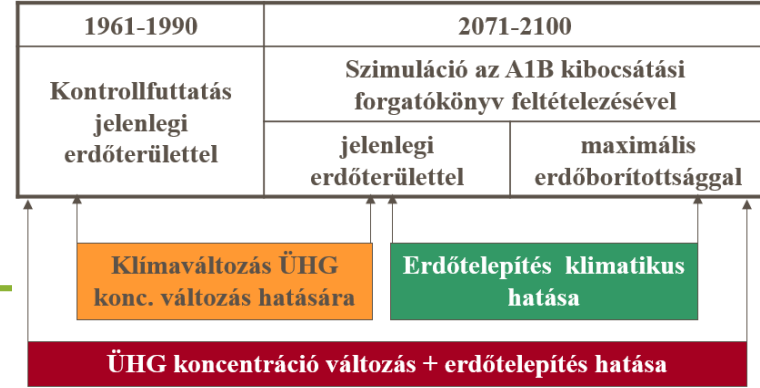 1961-1990
2071-2100
Kontrollfuttatás
jelenlegi
erdőterülettel
Szimuláció az A1B kibocsátási
forgatókönyv feltételezésével
jelenlegi
erdőterülettel
maximális
erdőborítottsággal
Klímaváltozás ÜHG
konc. változás hatására
Erdőtelepítés klimatikus
hatása
ÜHG koncentráció változás + erdőtelepítés hatása